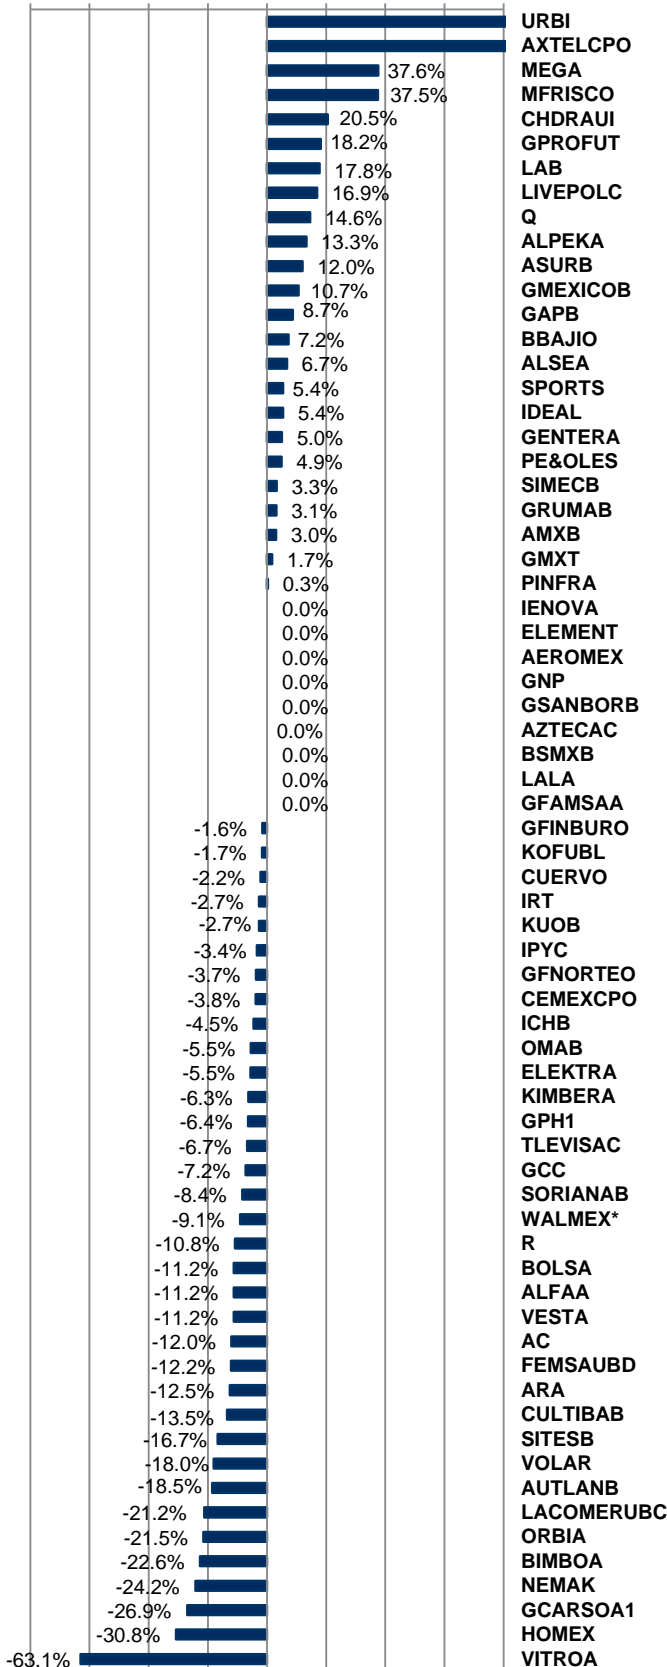 URBI
AXTELCPO
37.6% MEGA
37.5% MFRISCO
20.5% CHDRAUI
18.2% GPROFUT
17.8% LAB
16.9% LIVEPOLC
14.6% Q
13.3% ALPEKA
12.0% ASURB
10.7% GMEXICOB
8.7% GAPB
7.2% BBAJIO
6.7% ALSEA
5.4% SPORTS
5.4% IDEAL
5.0% GENTERA
4.9% PE&OLES
3.3% SIMECB
3.1% GRUMAB
3.0% AMXB
1.7% GMXT
0.3% PINFRA
0.0% IENOVA
0.0% ELEMENT
0.0% AEROMEX
0.0% GNP
0.0% GSANBORB
0.0% AZTECAC
0.0% BSMXB
0.0% LALA
0.0% GFAMSAA
-1.6% GFINBURO
-1.7% KOFUBL
-2.2% CUERVO
-2.7% IRT
-2.7% KUOB
-3.4% IPYC
-3.7% GFNORTEO
-3.8% CEMEXCPO
-4.5% ICHB
-5.5% OMAB
-5.5% ELEKTRA
-6.3% KIMBERA
-6.4% GPH1
-6.7% TLEVISAC
-7.2% GCC
-8.4% SORIANAB
-9.1% WALMEX*
-10.8% R
-11.2% BOLSA
-11.2% ALFAA
-11.2% VESTA
-12.0% AC
-12.2% FEMSAUBD
-12.5% ARA
-13.5% CULTIBAB
-16.7% SITESB
-18.0% VOLAR
-18.5% AUTLANB
-21.2% LACOMERUBC
-21.5% ORBIA
-22.6% BIMBOA
-24.2% NEMAK
-26.9% GCARSOA1
-30.8% HOMEX
-63.1% VITROA